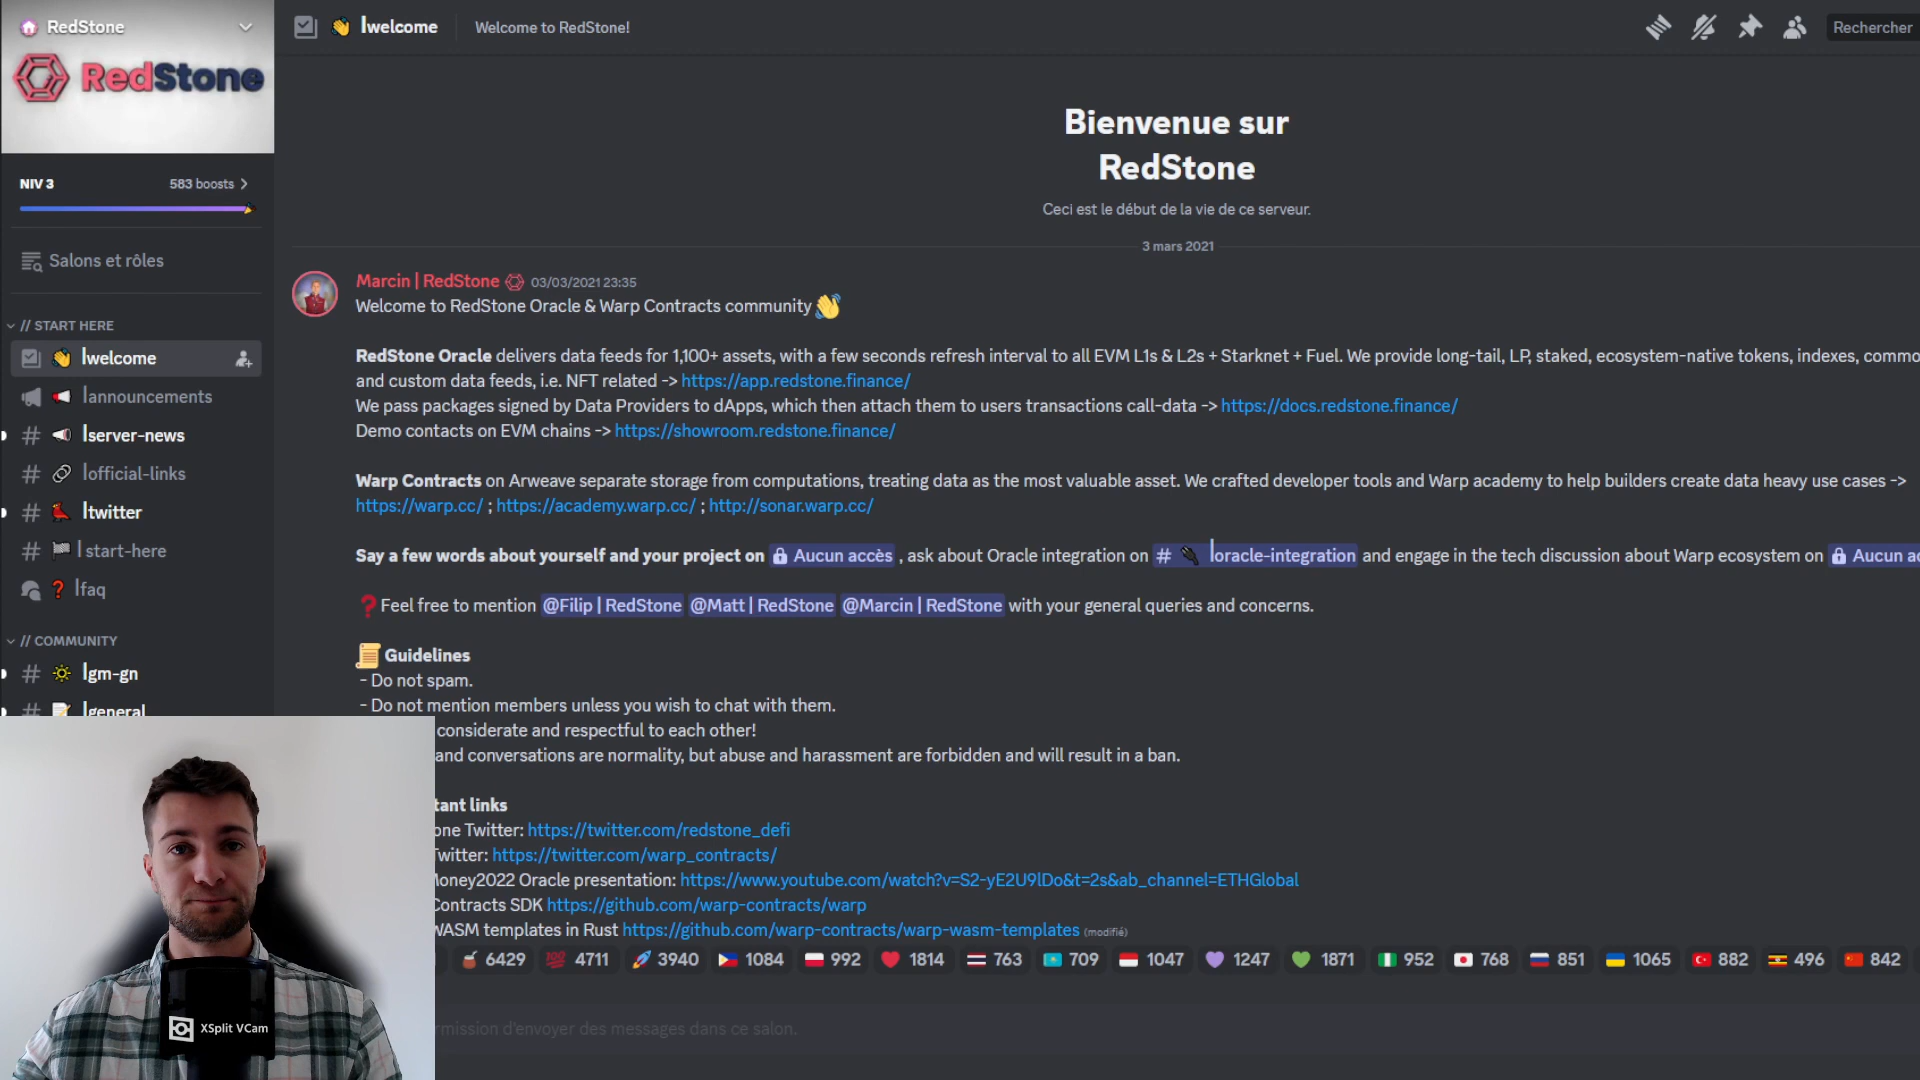 RedStone
RedStone
NIV 3
583 boosts
Salons et rôles
// START HERE
welcome
announcements
server-news
official-links
twitter
start-here
faq
// COMMUNITY
gm-gn
general
welcome
Welcome to RedStone!
Rechercher
Bienvenue sur
RedStone
Ceci est le début de la vie de ce serveur.
3 mars 2021
Marcin | RedStone 03/03/2021 23:35
Welcome to RedStone Oracle & Warp Contracts community
RedStone Oracle delivers data feeds for 1,100+ assets, with a few seconds refresh interval to all EVM L1s & L2s + Starknet + Fuel. We provide long-tail, LP, staked, ecosystem-native tokens, indexes, commo
and custom data feeds, i.e. NFT related -> https://app.redstone.finance/
We pass packages signed by Data Providers to dApps, which then attach them to users transactions call-data -> https://docs.redstone.finance/
Demo contacts on EVM chains -> https://showroom.redstone.finance/
Warp Contracts on Arweave separate storage from computations, treating data as the most valuable asset. We crafted developer tools and Warp academy to help builders create data heavy use cases ->
https://warp.cc/ ; https://academy.warp.cc/ ; http://sonar.warp.cc/
Say a few words about yourself and your project on Aucun accès , ask about Oracle integration on # oracle-integration and engage in the tech discussion about Warp ecosystem on Aucun ac
Feel free to mention @Filip | RedStone @Matt | RedStone @Marcin | RedStone with your general queries and concerns.
Guidelines
- Do not spam.
- Do not mention members unless you wish to chat with them.
considerate and respectful to each other!
and conversations are normality, but abuse and harassment are forbidden and will result in a ban.
tant links
one Twitter: https://twitter.com/redstone_defi
Twitter: https://twitter.com/warp_contracts/
Money2022 Oracle presentation: https://www.youtube.com/watch?v=S2-yE2U9lDo&t=2s&ab_channel=ETHGlobal
Contracts SDK https://github.com/warp-contracts/warp
WASM templates in Rust https://github.com/warp-contracts/warp-wasm-templates (modifié)
6429 4711 3940 1084 992 1814 763 709 1047 1247 1871 952 768 851 1065 882 496 842
rmission d'envoyer des messages dans ce salon.
XSplit VCam